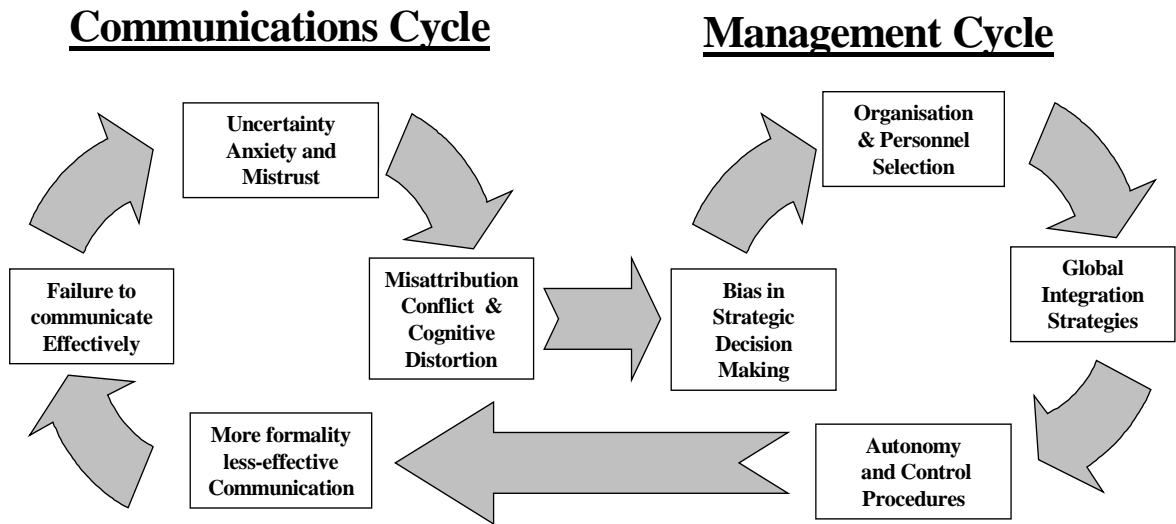 Communications Cycle
Management Cycle
Uncertainty
Anxiety and
Mistrust
Organisation
& Personnel
Selection
Failure to
communicate
Effectively
Misattribution
Conflict &
Cognitive
Distortion
Bias in
Strategic
Decision
Making
Global
Integration
Strategies
More formality
less-effective
Communication
Autonomy
and Control
Procedures